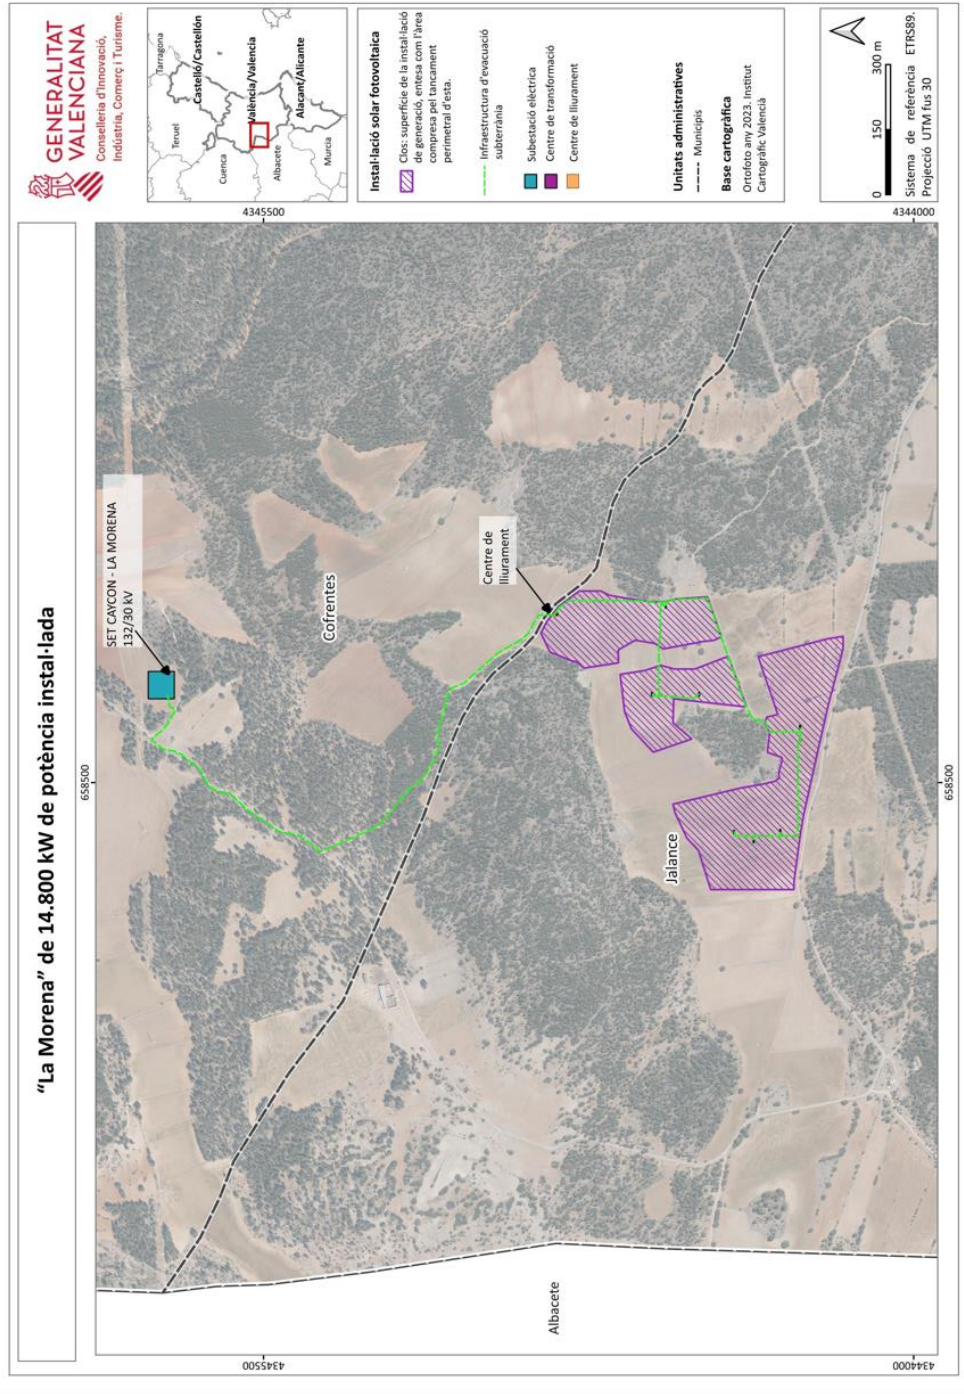 "La Morena" de 14.800 kW de potència instal·lada
GENERALITAT
VALENCIANA
Conselleria d'Innovació,
Indústria, Comerç i Turisme.
Tarragona
Teruel
Castelló/Castellón
Cuenca
València/Valencia
Albacete
Alacant/Alicante
Murcia
Instal·lació solar fotovoltaica
Clos: superfície de la instal·lació
de generació, entesa com l'àrea
compresa pel tancament
perimetral d'esta.
Infraestructura d'evacuació
subterrània
Subestació elèctrica
Centre de transformació
Centre de lliurament
Unitats administratives
Municipis
Base cartogràfica
Ortofoto any 2023. Institut
Cartogràfic Valencià
0 150 300 m
Sistema de referència ETRS89.
Projecció UTM fus 30
658500
4345500
4344000
SET CAYCON - LA MORENA
132/30 kV
Cofrentes
Centre de
lliurament
Jalance
Albacete
4345500
4344000
658500